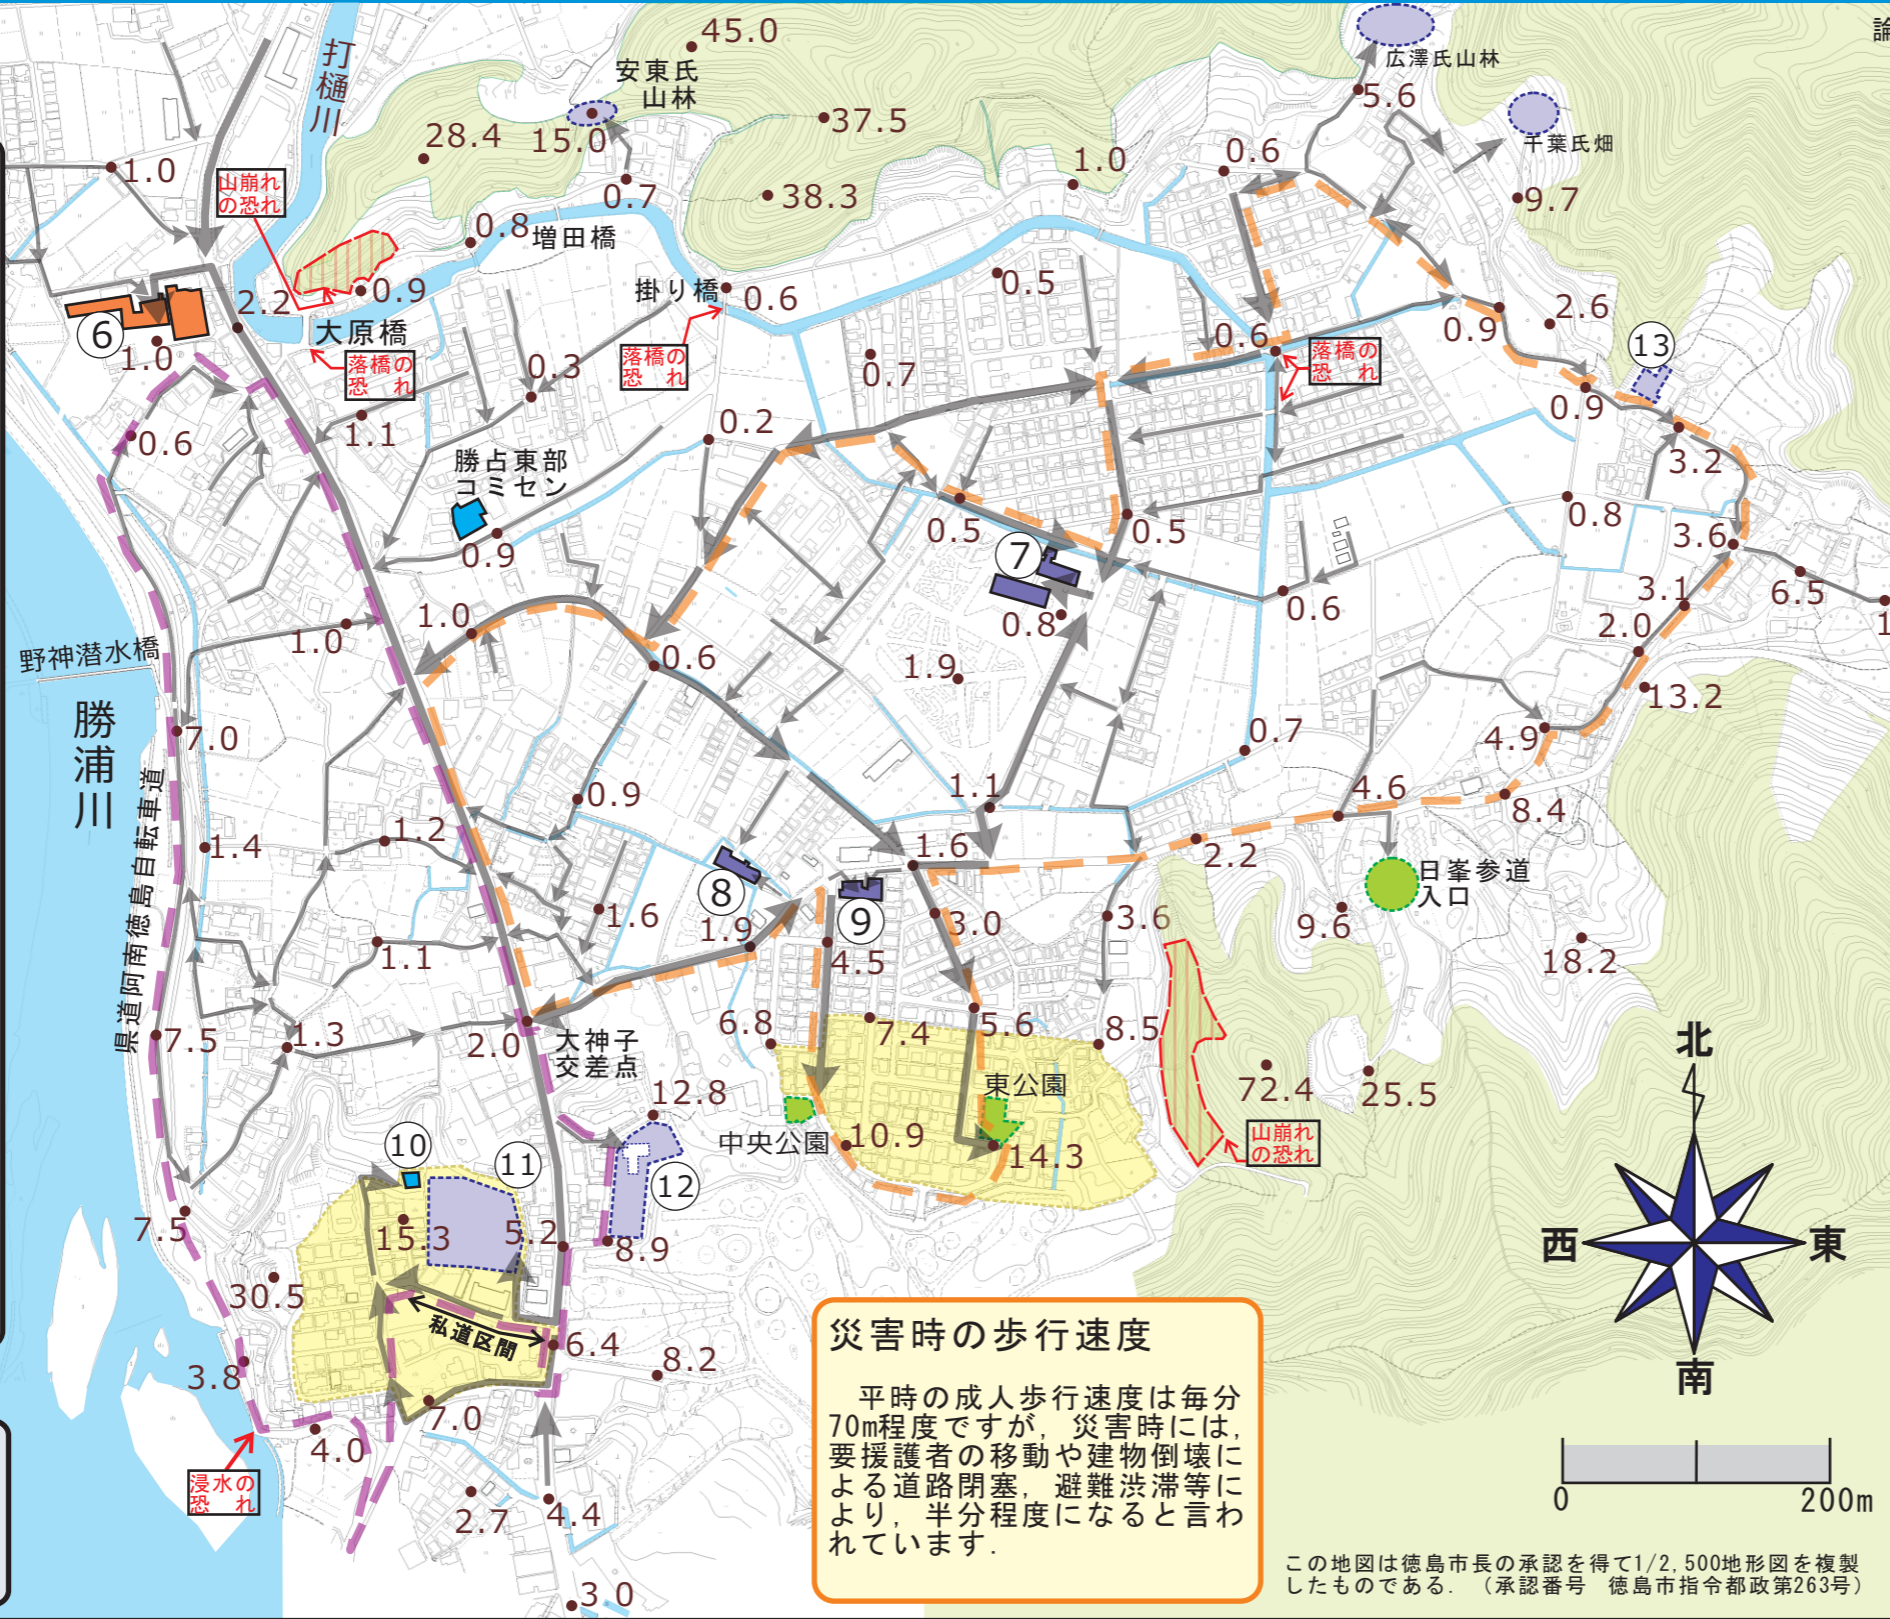 論
45.0
打樋川
安東氏
山林
広澤氏山林
5.6
28.4
15.0
37.5
千葉氏畑
1.0
山崩れ
の恐れ
0.7
38.3
1.0
0.6
9.7
0.8
増田橋
2.2
0.9
掛り橋
0.6
0.5
2.6
0.9
⑥
1.0
大原橋
落橋の
恐 れ
0.3
落橋の
恐 れ
0.7
0.6
落橋の
恐 れ
⑬
0.9
0.6
1.1
0.2
3.2
勝占東部
コミセン
0.9
0.5
⑦
0.5
0.8
3.6
1.0
1.0
0.6
0.8
0.6
3.1
6.5
1
野神潜水橋
1.9
2.0
13.2
勝浦川
7.0
0.7
4.9
県道阿南徳島自転車道
0.9
1.1
4.6
8.4
1.4
1.2
1.6
2.2
⑧
⑨
日峯参道
入口
1.6
1.9
3.0
3.6
9.6
1.1
4.5
18.2
7.5
1.3
2.0
大神子
交差点
6.8
7.4
5.6
8.5
12.8
東公園
72.4
25.5
⑩
⑪
⑫
中央公園
10.9
14.3
山崩れ
の恐れ
7.5
15.3
5.2
8.9
30.5
私道区間
6.4
8.2
3.8
7.0
4.0
浸水の
恐 れ
2.7
4.4
3.0
災害時の歩行速度
平時の成人歩行速度は毎分
70m程度ですが，災害時には，
要援護者の移動や建物倒壊に
よる道路閉塞，避難渋滞等に
より，半分程度になると言わ
れています．
北
西
東
南
0 200m
この地図は徳島市長の承認を得て1/2,500地形図を複製
したものである．（承認番号 徳島市指令都政第263号）